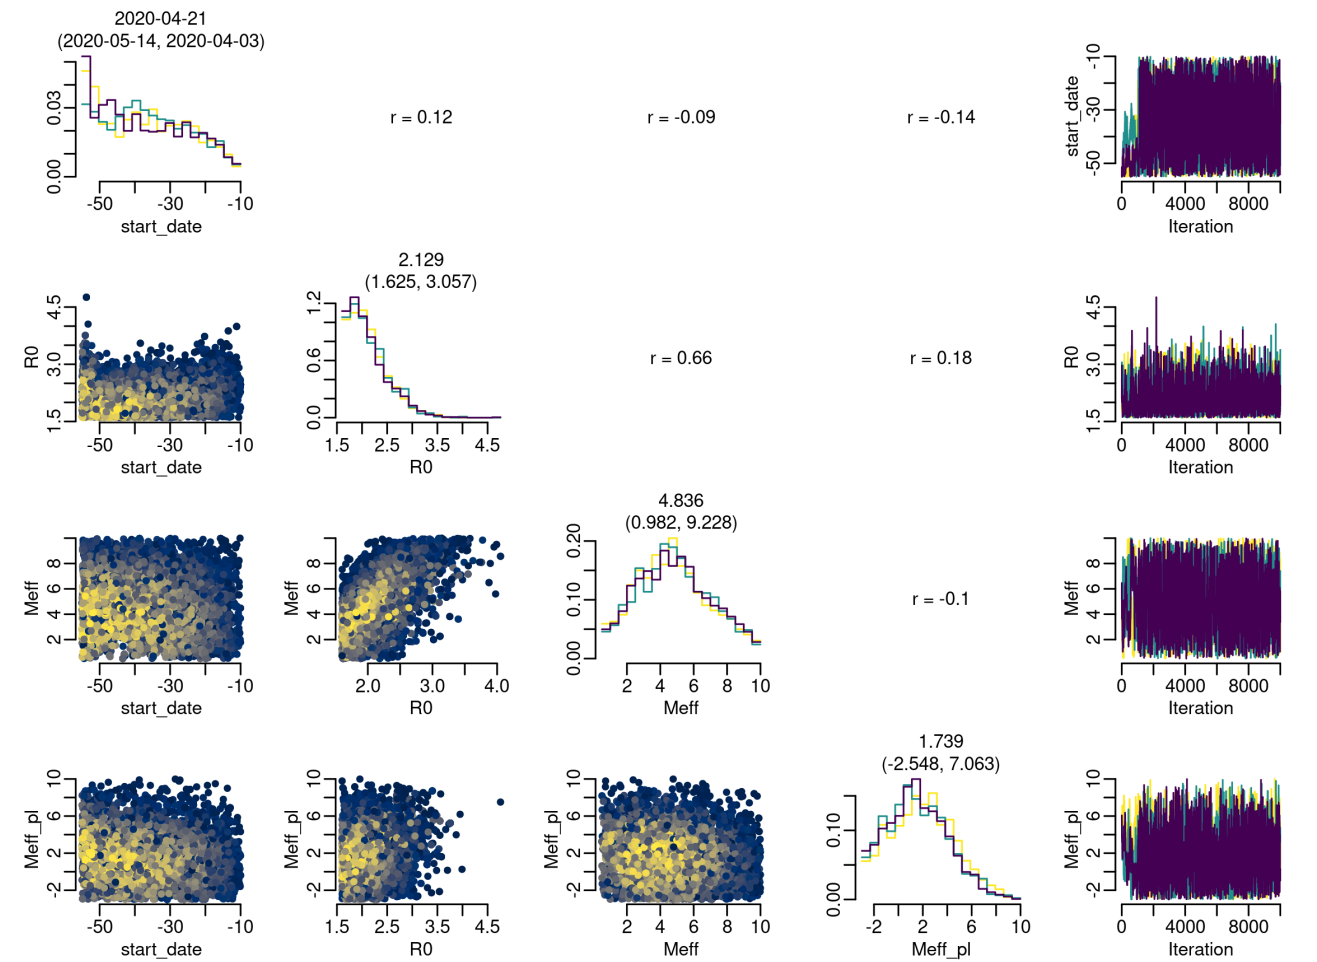 2020-04-21
(2020-05-14, 2020-04-03)
0.00 0.03
-50 -30 -10
start_date
r = 0.12
r = -0.09
r = -0.14
start_date
-50 -30 -10
0 4000 8000
Iteration
R0
1.5 3.0 4.5
-50 -30 -10
start_date
2.129
(1.625, 3.057)
0.0 0.6 1.2
1.5 2.5 3.5 4.5
R0
r = 0.66
r = 0.18
R0
1.5 3.0 4.5
0 4000 8000
Iteration
Meff
2 4 6 8
-50 -30 -10
start_date
Meff
2 4 6 8
2.0 3.0 4.0
R0
4.836
(0.982, 9.228)
0.00 0.10 0.20
2 4 6 8 10
Meff
r = -0.1
Meff
2 4 6 8
0 4000 8000
Iteration
Meff_pl
-2 2 6 10
-50 -30 -10
start_date
Meff_pl
-2 2 6 10
1.5 2.5 3.5 4.5
R0
Meff_pl
-2 2 6 10
2 4 6 8 10
Meff
1.739
(-2.548, 7.063)
0.00 0.10
-2 2 6 10
Meff_pl
Meff_pl
-2 2 6 10
0 4000 8000
Iteration